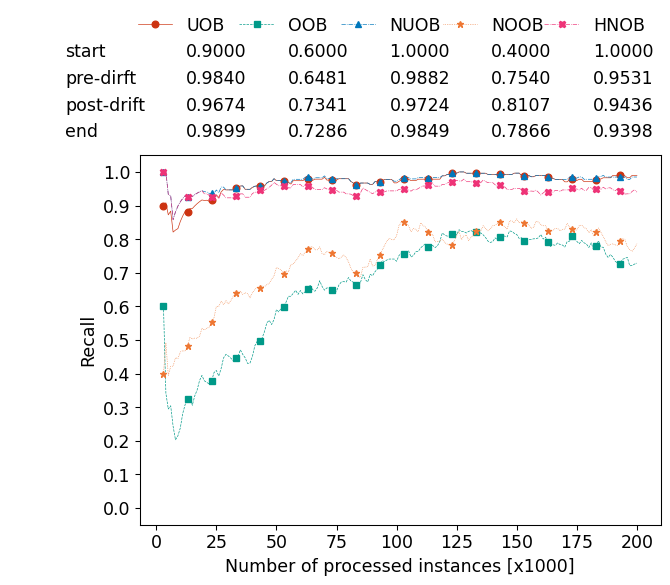 UOB OOB NUOB NOOB HNOB
start 0.9000 0.6000 1.0000 0.4000 1.0000
pre-dirft 0.9840 0.6481 0.9882 0.7540 0.9531
post-drift 0.9674 0.7341 0.9724 0.8107 0.9436
end 0.9899 0.7286 0.9849 0.7866 0.9398
1.0
0.9
0.8
0.7
0.6
0.5
0.4
0.3
0.2
0.1
0.0
Recall
0 25 50 75 100 125 150 175 200
Number of processed instances [x1000]